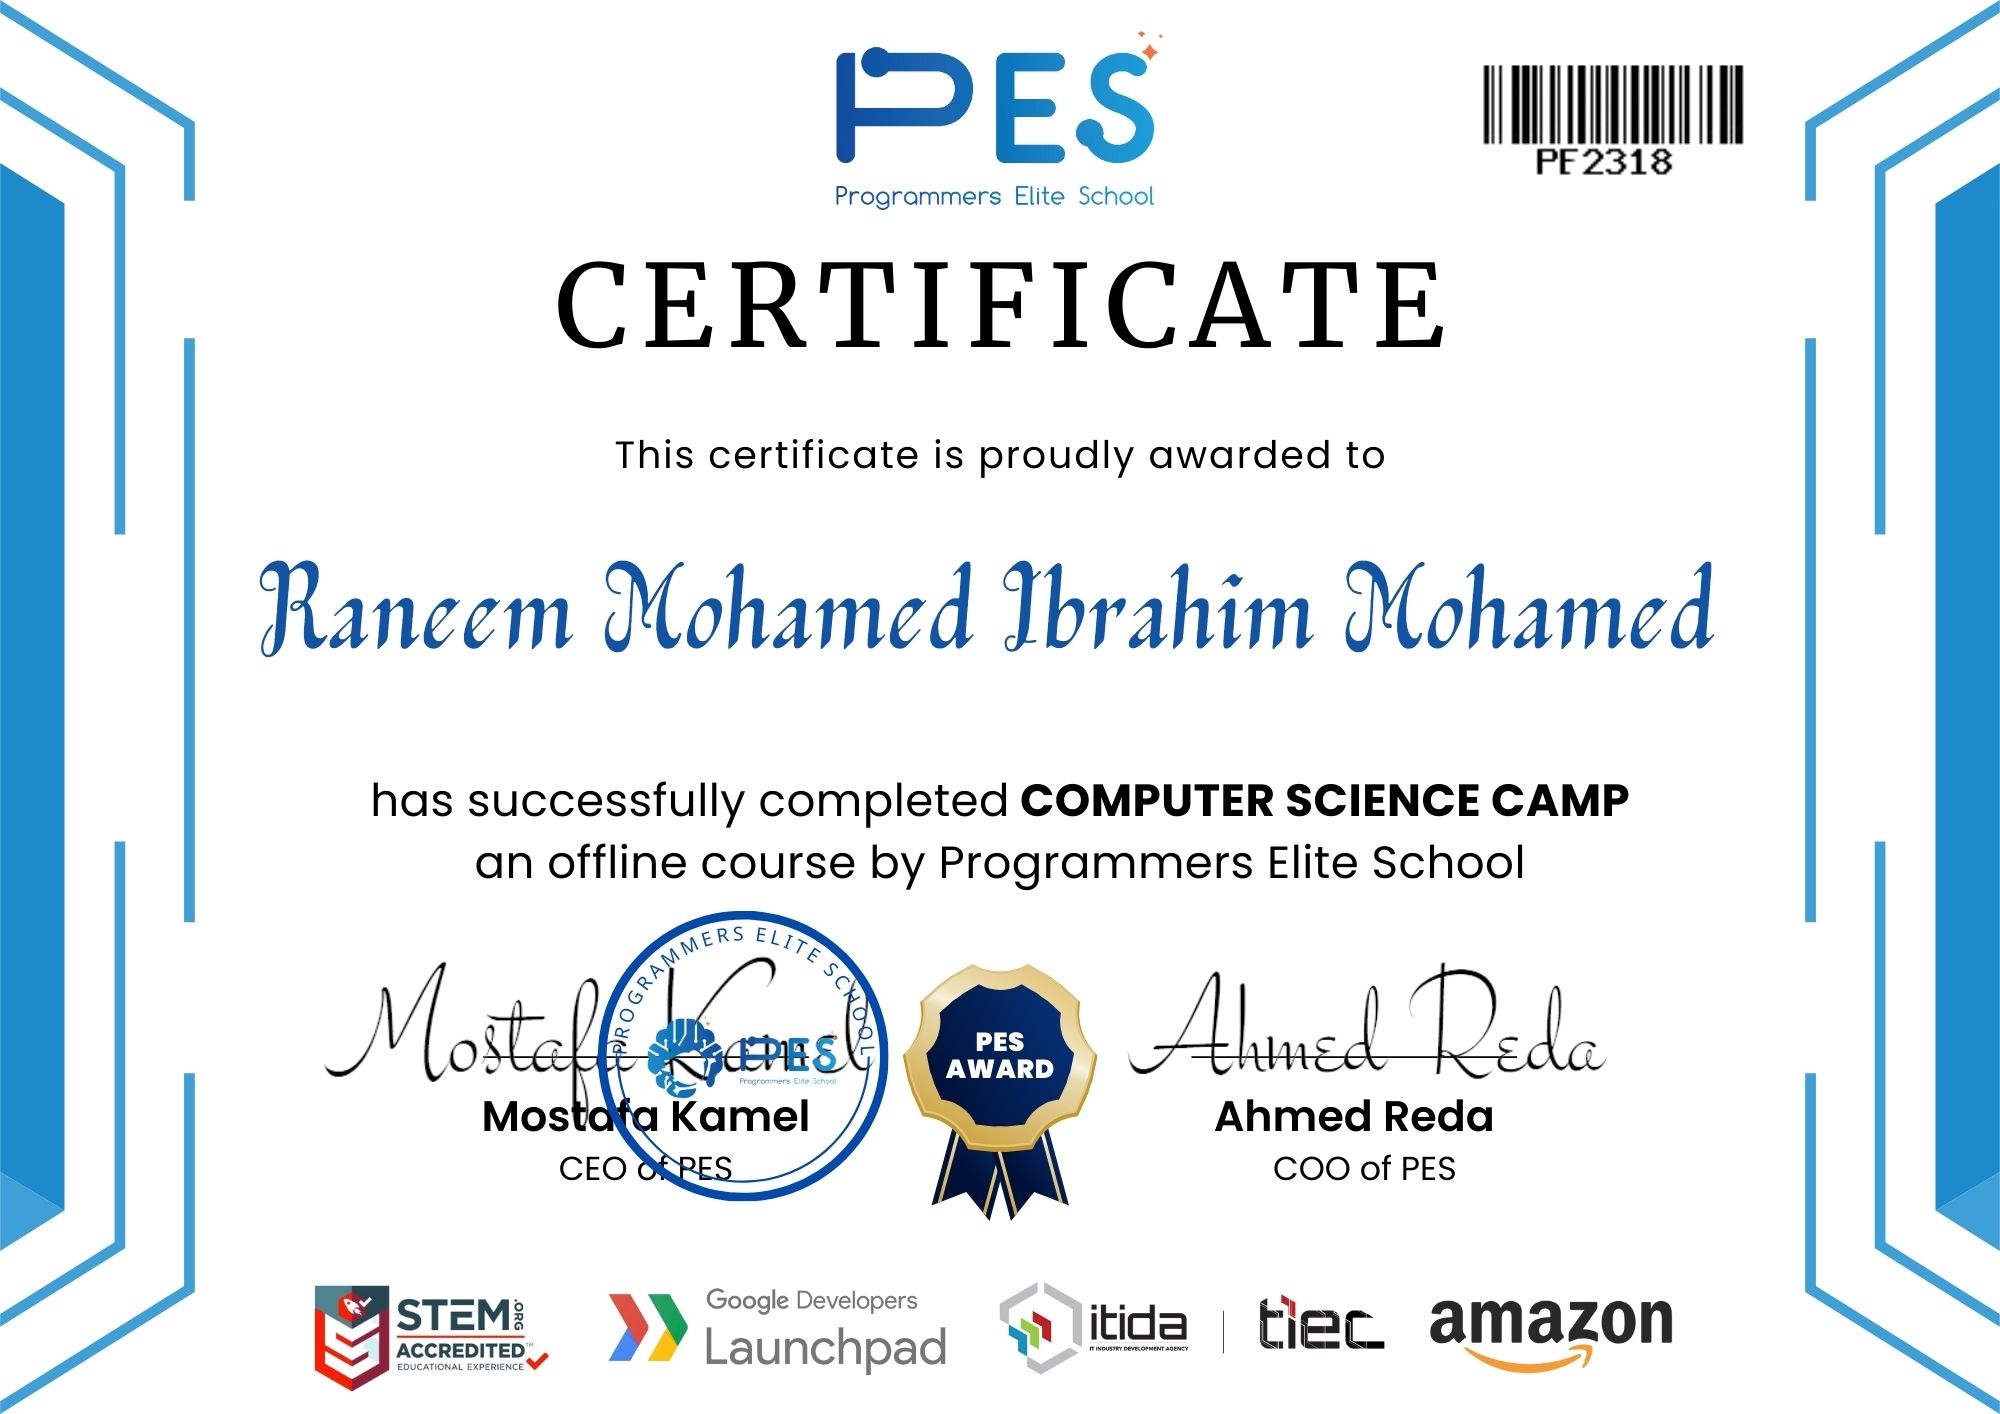 PES
Programmers Elite School
PF2318
CERTIFICATE
This certificate is proudly awarded to
Raneem Mohamed Ibrahim Mohamed
has successfully completed COMPUTER SCIENCE CAMP
an offline course by Programmers Elite School
Mostafa Kamel
PROGRAMMERS ELITE SCHOOL
PES
Programmers Elite School
PES
AWARD
Ahmed Reda
Mostafa Kamel
CEO of PES
Ahmed Reda
COO of PES
STEM.ORG
ACCREDITED™
EDUCATIONAL EXPERIENCE
Google Developers
Launchpad
itida
IT INDUSTRY DEVELOPMENT AGENCY
tiec
amazon